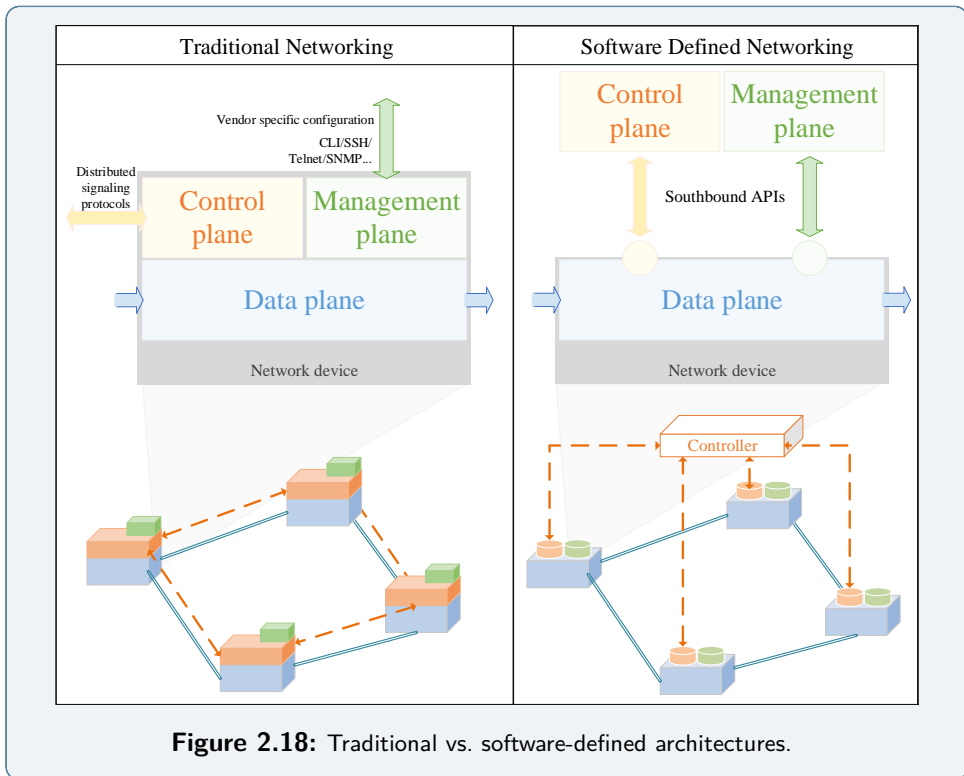 Traditional Networking
Software Defined Networking
Vendor specific configuration
CLI/SSH/
Telnet/SNMP...
Distributed
signaling
protocols
Control
plane
Management
plane
Data plane
Network device
Control
plane
Management
plane
Southbound APIs
Data plane
Network device
Controller
Figure 2.18: Traditional vs. software-defined architectures.